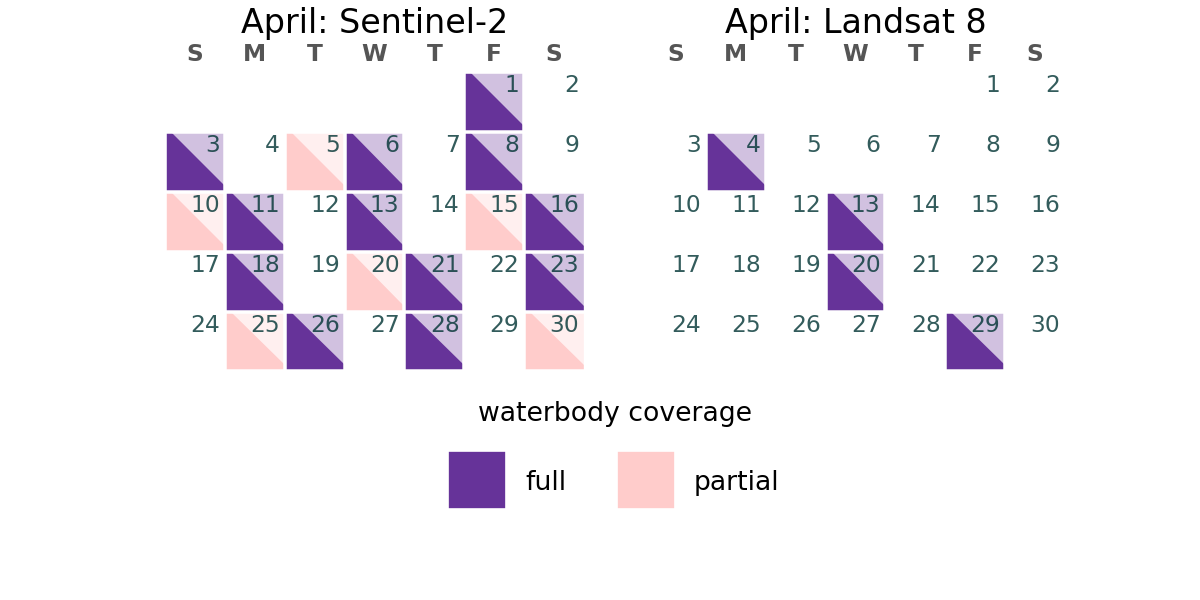 April: Sentinel-2
S M T W T F S
1 2
3 4 5 6 7 8 9
10 11 12 13 14 15 16
17 18 19 20 21 22 23
24 25 26 27 28 29 30
April: Landsat 8
S M T W T F S
1 2
3 4 5 6 7 8 9
10 11 12 13 14 15 16
17 18 19 20 21 22 23
24 25 26 27 28 29 30
waterbody coverage
full
partial